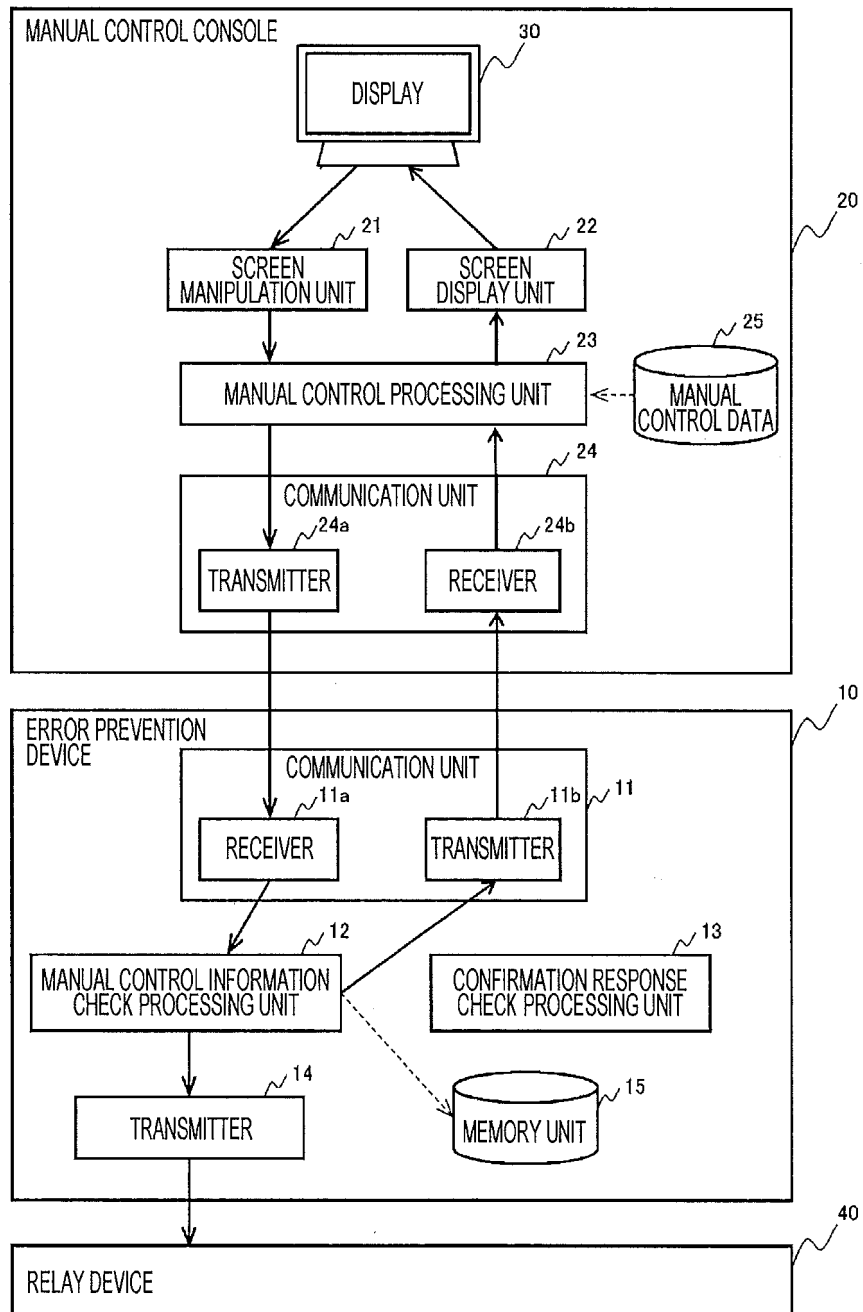 MANUAL CONTROL CONSOLE
30
DISPLAY
20
21
22
SCREEN
MANIPULATION UNIT
SCREEN
DISPLAY UNIT
23
25
MANUAL CONTROL PROCESSING UNIT
MANUAL
CONTROL DATA
24
COMMUNICATION UNIT
24a
24b
TRANSMITTER
RECEIVER
10
ERROR PREVENTION
DEVICE
COMMUNICATION UNIT
11a
11b
11
RECEIVER
TRANSMITTER
12
13
MANUAL CONTROL INFORMATION
CHECK PROCESSING UNIT
CONFIRMATION RESPONSE
CHECK PROCESSING UNIT
14
15
TRANSMITTER
MEMORY UNIT
40
RELAY DEVICE